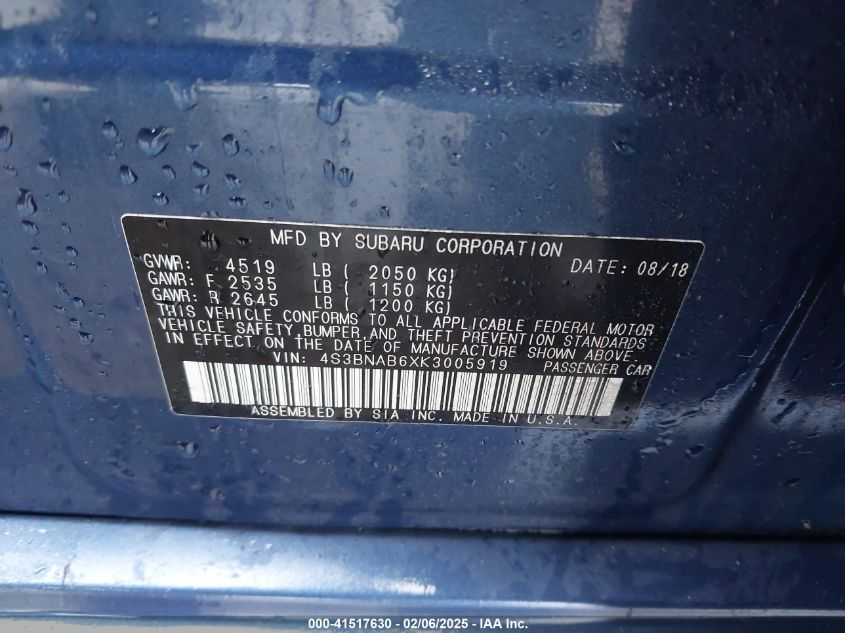 MFD BY SUBARU CORPORATION
GVWR: 4519 LB ( 2050 KG) DATE: 08/18
GAWR: F 2535 LB ( 1150 KG)
GAWR: R 2645 LB ( 1200 KG)
THIS VEHICLE CONFORMS TO ALL APPLICABLE FEDERAL MOTOR
VEHICLE SAFETY, BUMPER, AND THEFT PREVENTION STANDARDS
IN EFFECT ON THE DATE OF MANUFACTURE SHOWN ABOVE.
VIN: 4S3BNAB6XK3005919 PASSENGER CAR
ASSEMBLED BY SIA INC. MADE IN U.S.A.
000-41517630 - 02/06/2025 - IAA Inc.